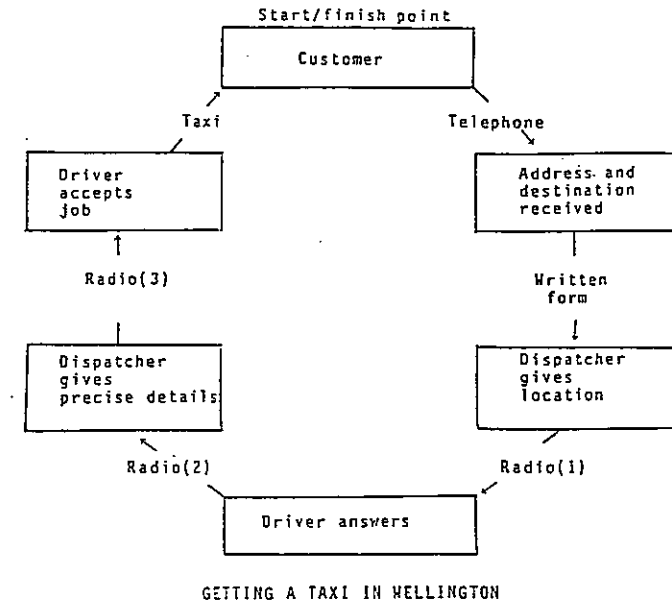 Start/finish point
Customer
Taxi
Telephone
Driver
accepts
job
Address and
destination
received
Radio(3)
Written
form
Dispatcher
gives
precise details
Dispatcher
gives
location
Radio(2)
Radio(1)
Driver answers
GETTING A TAXI IN WELLINGTON